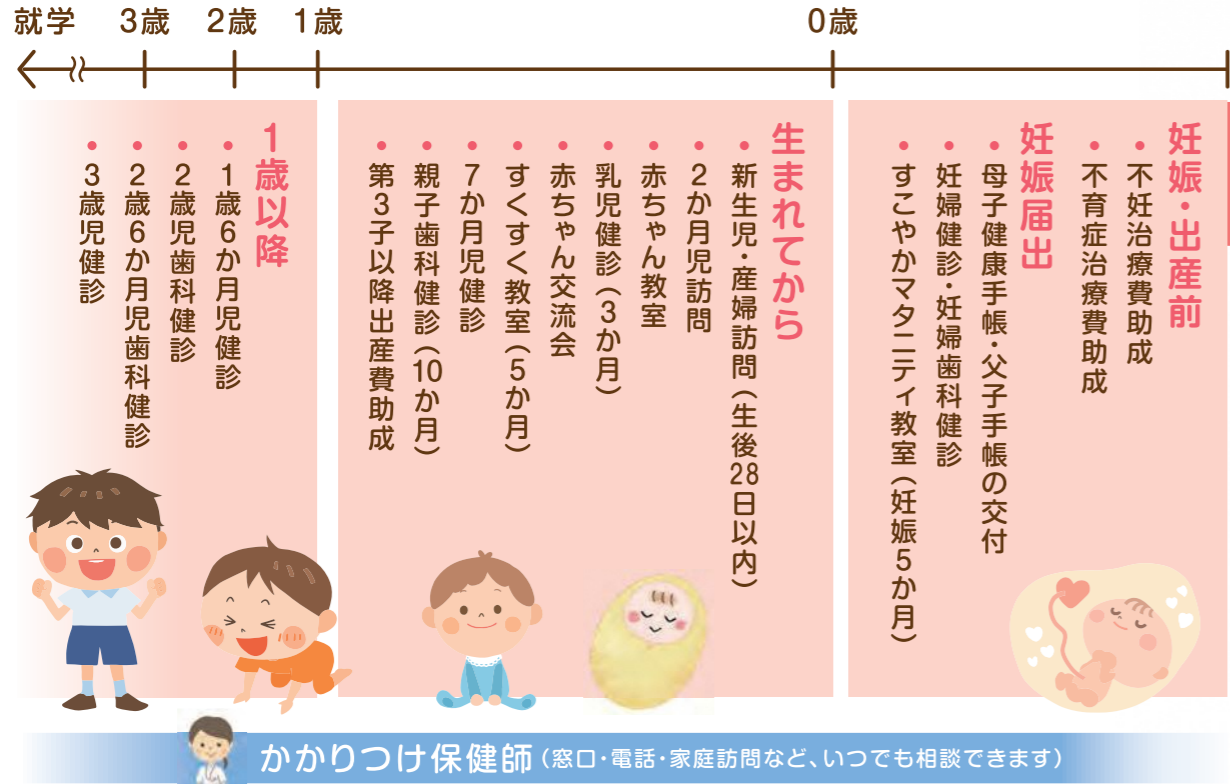 就学 3歳 2歳 1歳 0歳
妊娠・出産前
• 不妊治療費助成
• 不育症治療費助成
妊娠届出
• 母子健康手帳・父子手帳の交付
• 妊婦健診・妊婦歯科健診
• すこやかマタニティ教室（妊娠5か月）
生まれてから
• 新生児・産婦訪問（生後28日以内）
• 2か月児訪問
• 赤ちゃん教室
• 乳児健診（3か月）
• 赤ちゃん交流会
• すくすく教室（5か月）
• 7か月児健診
• 親子歯科健診（10か月）
• 第3子以降出産費助成
1歳以降
• 1歳6か月児健診
• 2歳児歯科健診
• 2歳6か月児歯科健診
• 3歳児健診
かかりつけ保健師（窓口・電話・家庭訪問など、いつでも相談できます）